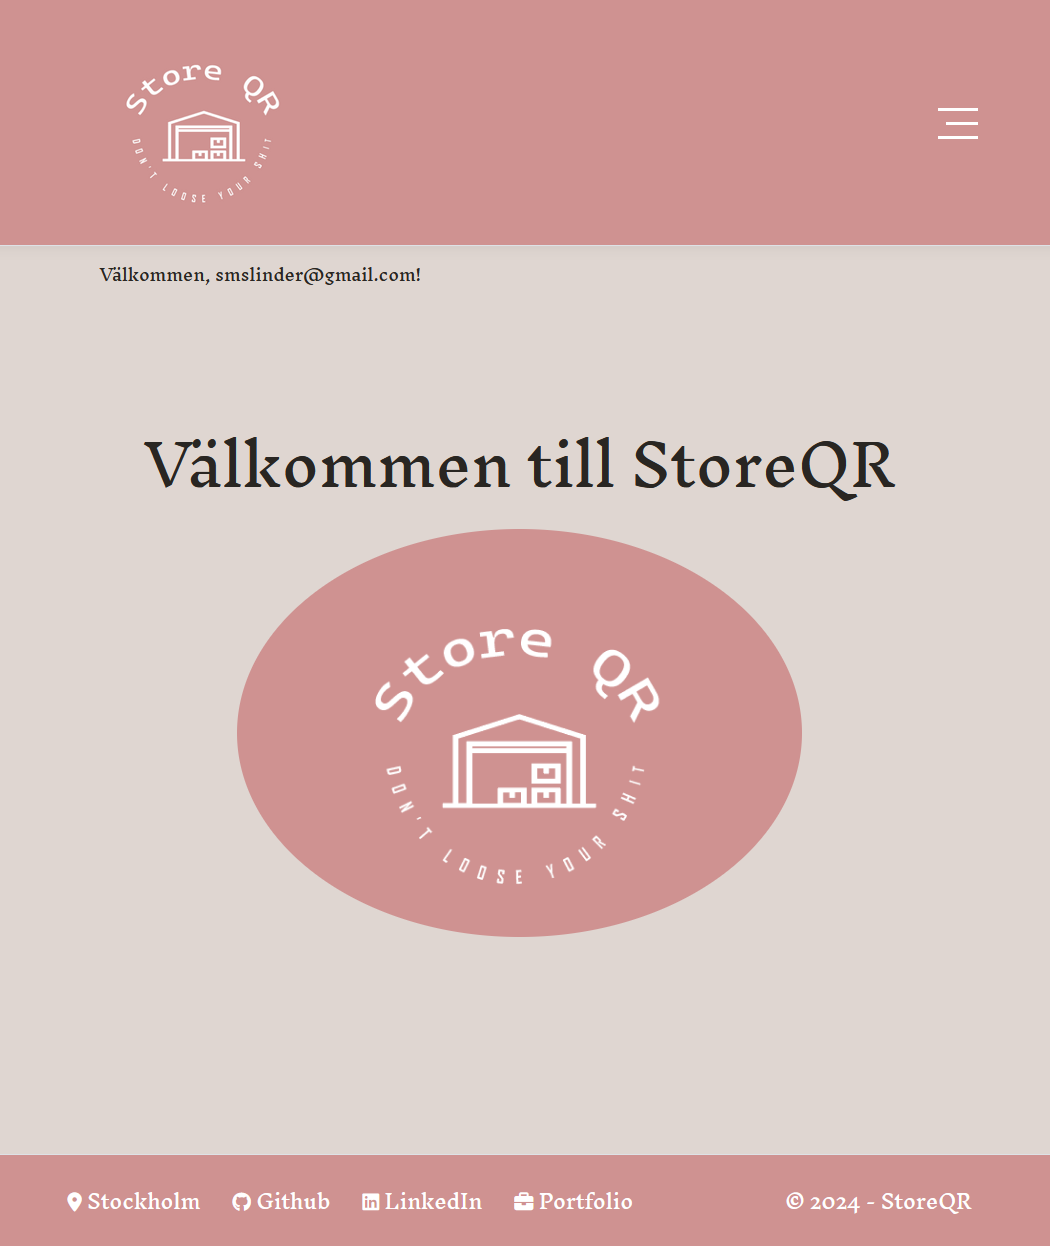 Store QR
DON'T LOOSE YOUR SHIT
Välkommen, smslinder@gmail.com!
Välkommen till StoreQR
Store QR
DON'T LOOSE YOUR SHIT
Stockholm Github LinkedIn Portfolio © 2024 - StoreQR